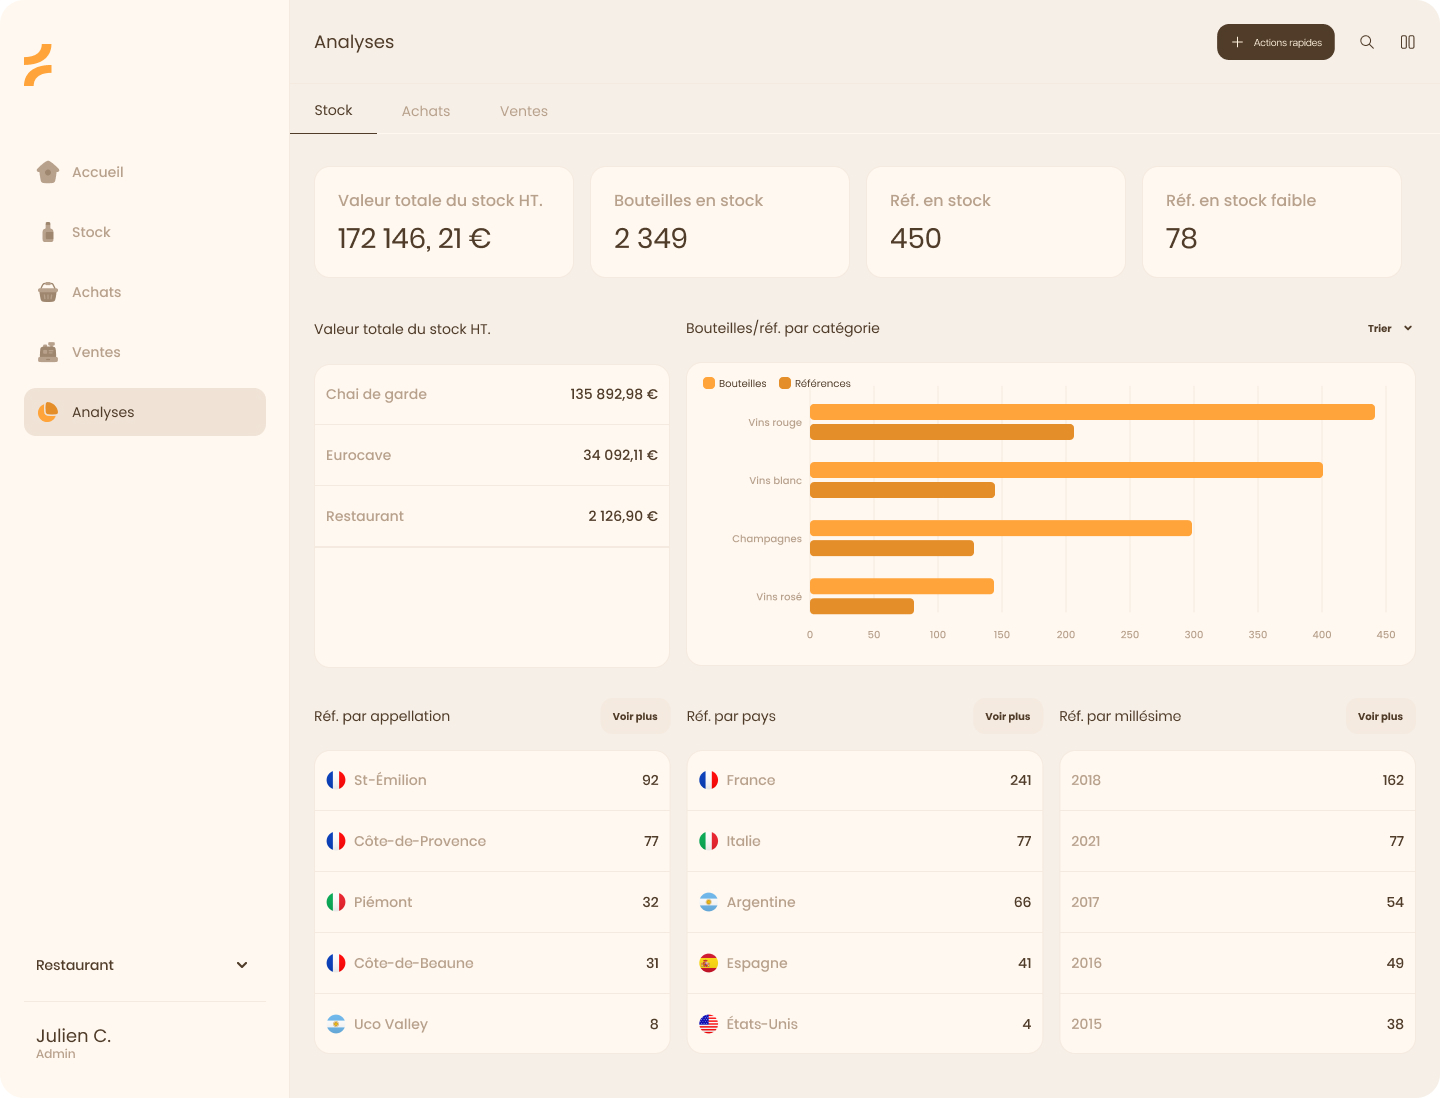 Analyses
Actions rapides
Stock
Achats
Ventes
Accueil
Stock
Achats
Ventes
Analyses
Restaurant
Julien C.
Admin
Valeur totale du stock HT.
172 146, 21 €
Bouteilles en stock
2 349
Réf. en stock
450
Réf. en stock faible
78
Valeur totale du stock HT.
Chai de garde 135 892,98 €
Eurocave 34 092,11 €
Restaurant 2 126,90 €
Bouteilles/réf. par catégorie
Trier
Bouteilles Références
Vins rouge
Vins blanc
Champagnes
Vins rosé
0 50 100 150 200 250 300 350 400 450
Réf. par appellation
Voir plus
St-Émilion 92
Côte-de-Provence 77
Piémont 32
Côte-de-Beaune 31
Uco Valley 8
Réf. par pays
Voir plus
France 241
Italie 77
Argentine 66
Espagne 41
États-Unis 4
Réf. par millésime
Voir plus
2018 162
2021 77
2017 54
2016 49
2015 38